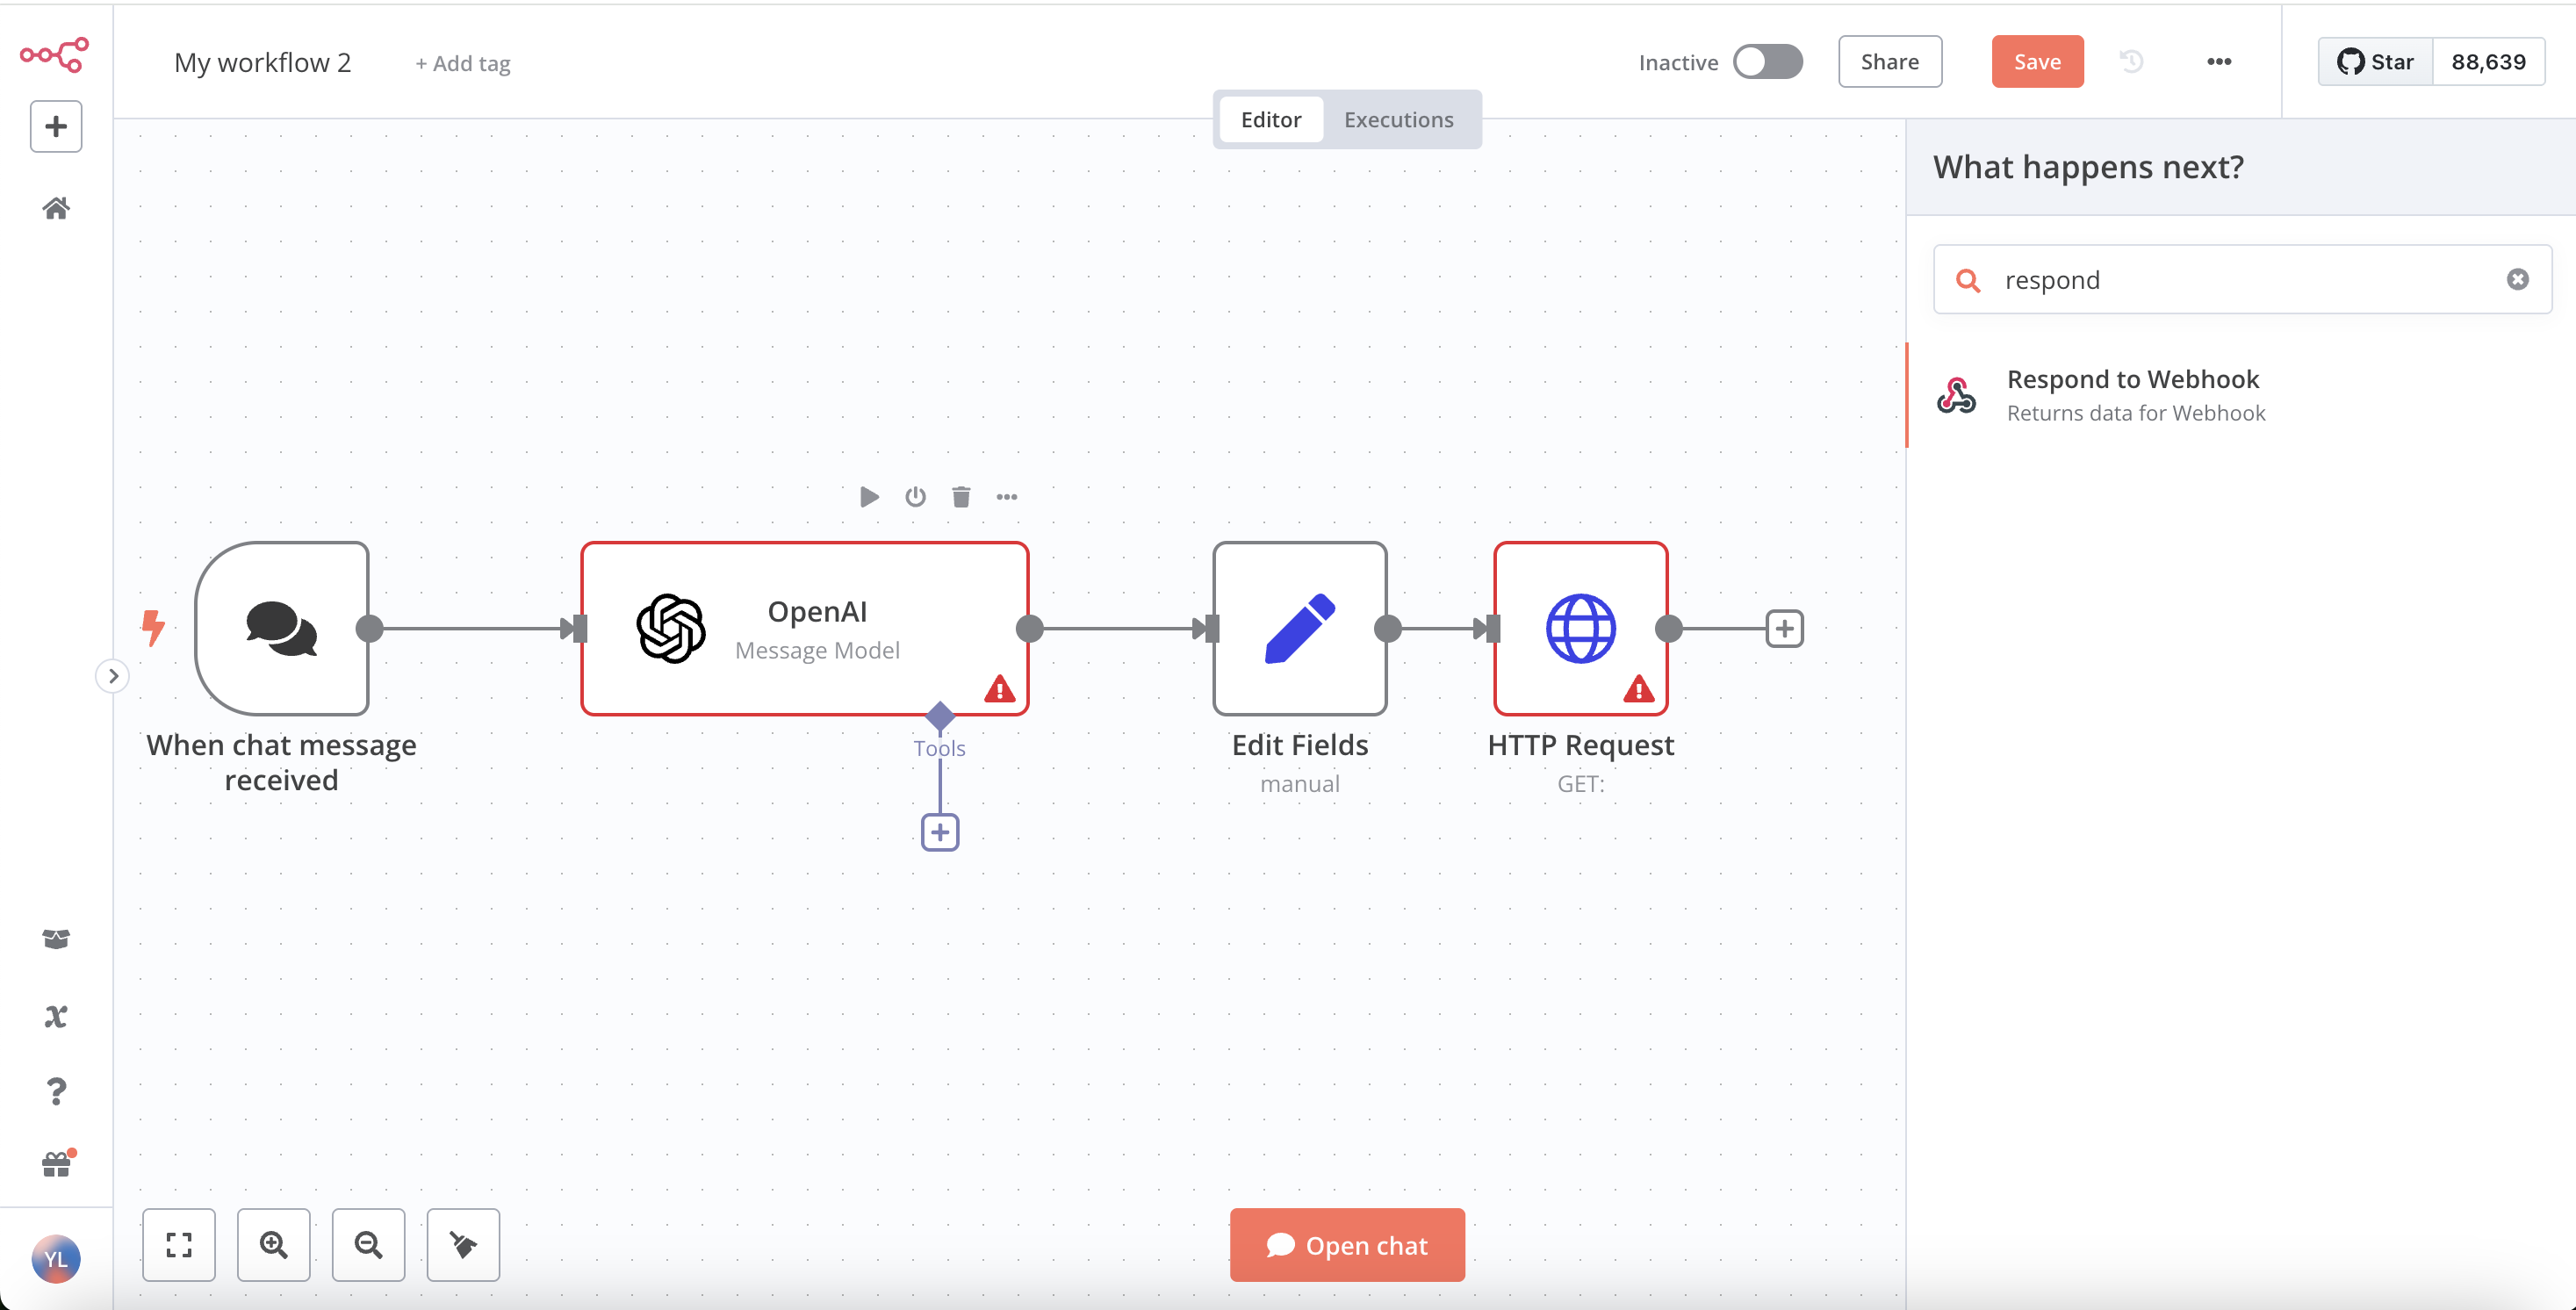 My workflow 2
+ Add tag
Inactive
Share
Save
Star
88,639
Editor
Executions
What happens next?
respond
Respond to Webhook
Returns data for Webhook
OpenAI
Message Model
When chat message
received
Tools
Edit Fields
manual
HTTP Request
GET:
YL
Open chat